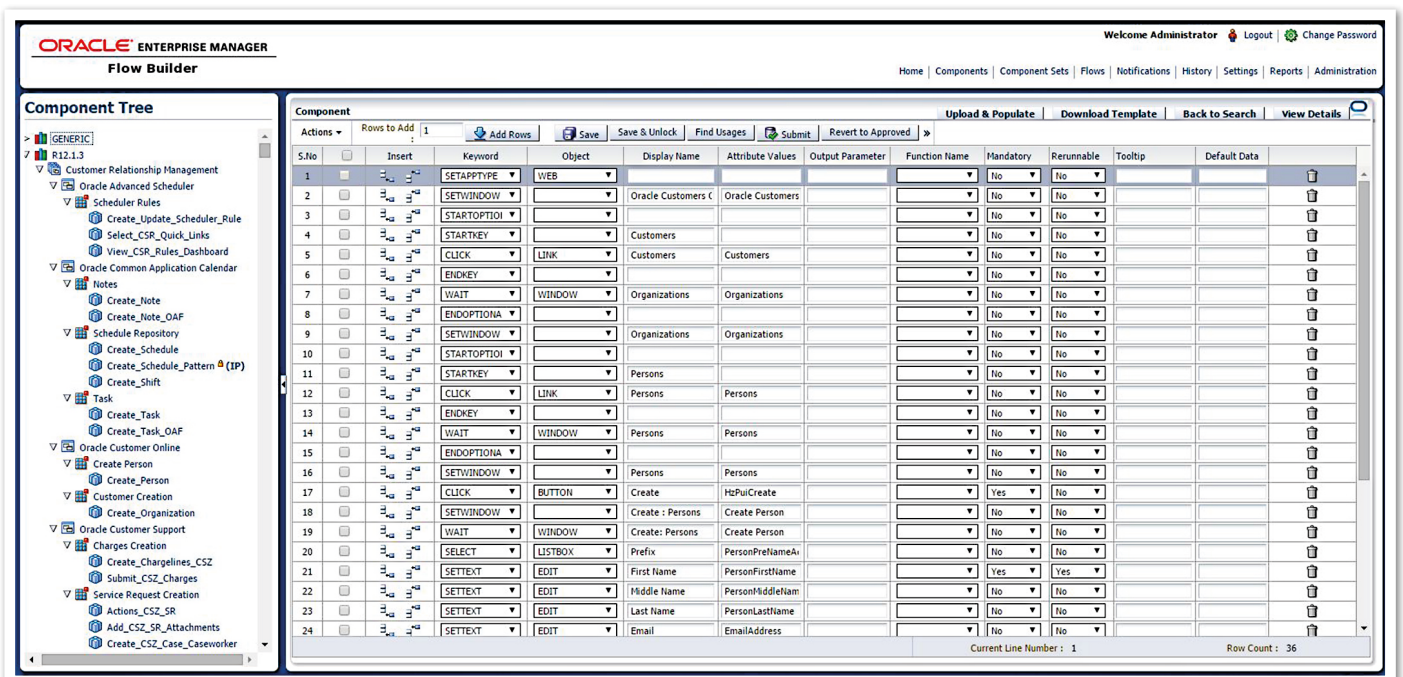 ORACLE ENTERPRISE MANAGER
Flow Builder
Welcome Administrator Logout | Change Password
Home | Components | Component Sets | Flows | Notifications | History | Settings | Reports | Administration
Component Tree
> GENERIC
R12.1.3
Customer Relationship Management
Oracle Advanced Scheduler
Scheduler Rules
Create_Update_Scheduler_Rule
Select_CSR_Quick_Links
View_CSR_Rules_Dashboard
Oracle Common Application Calendar
Notes
Create_Note
Create_Note_OAF
Schedule Repository
Create_Schedule
Create_Schedule_Pattern (IP)
Create_Shift
Task
Create_Task
Create_Task_OAF
Oracle Customer Online
Create Person
Create_Person
Customer Creation
Create_Organization
Oracle Customer Support
Charges Creation
Create_Chargelines_CSZ
Submit_CSZ_Charges
Service Request Creation
Actions_CSZ_SR
Add_CSZ_SR_Attachments
Create_CSZ_Case_Caseworker
Component
Upload & Populate | Download Template | Back to Search | View Details |
Actions Rows to Add : 1 Add Rows Save Save & Unlock Find Usages Submit Revert to Approved »
S.No Insert Keyword Object Display Name Attribute Values Output Parameter Function Name Mandatory Rerunnable Tooltip Default Data
1 SETAPPTYPE WEB No No
2 SETWINDOW Oracle Customers C Oracle Customers No No
3 STARTOPTIOI No No
4 STARTKEY Customers No No
5 CLICK LINK Customers Customers No No
6 ENDKEY No No
7 WAIT WINDOW Organizations Organizations No No
8 ENDOPTIONA No No
9 SETWINDOW Organizations Organizations No No
10 STARTOPTIOI No No
11 STARTKEY Persons No No
12 CLICK LINK Persons Persons No No
13 ENDKEY No No
14 WAIT WINDOW Persons Persons No No
15 ENDOPTIONA No No
16 SETWINDOW Persons Persons No No
17 CLICK BUTTON Create HzPuiCreate Yes No
18 SETWINDOW Create : Persons Create Person No No
19 WAIT WINDOW Create: Persons Create Person No No
20 SELECT LISTBOX Prefix PersonPreNameA No No
21 SETTEXT EDIT First Name PersonFirstName Yes Yes
22 SETTEXT EDIT Middle Name PersonMiddleNam No No
23 SETTEXT EDIT Last Name PersonLastName No No
24 SETTEXT EDIT Email EmailAddress No No
Current Line Number : 1 Row Count : 36